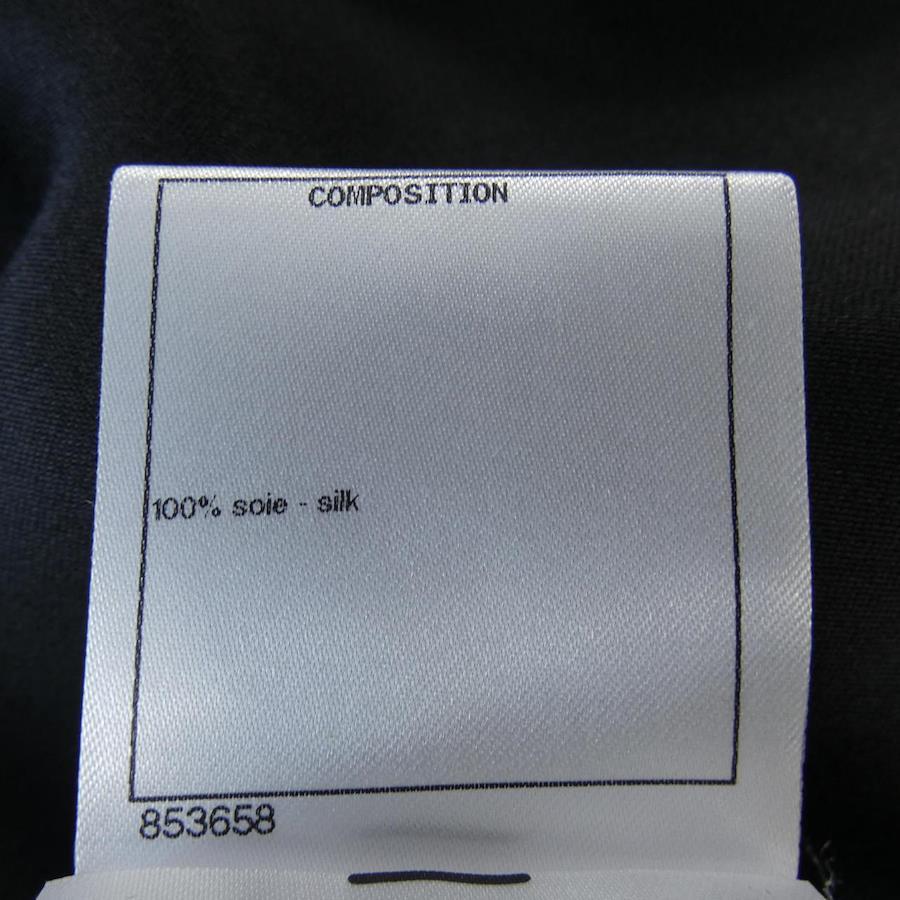 COMPOSITION
100% soie - silk
853658